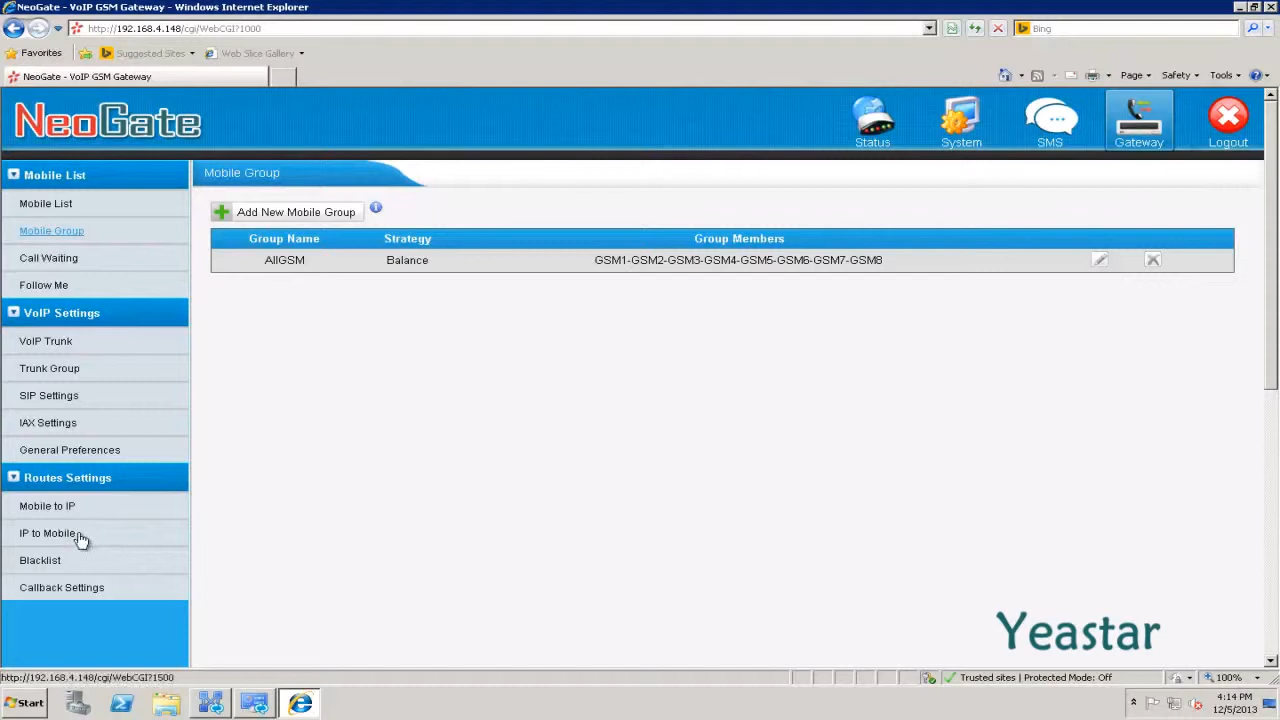 NeoGate - VoIP GSM Gateway - Windows Internet Explorer
http://192.168.4.148/cgi/WebCGI?1000
Bing
Favorites Suggested Sites Web Slice Gallery
NeoGate - VoIP GSM Gateway
Page Safety Tools
NeoGate
Status System SMS Gateway Logout
Mobile List
Mobile List
Mobile Group
Call Waiting
Follow Me
VoIP Settings
VoIP Trunk
Trunk Group
SIP Settings
IAX Settings
General Preferences
Routes Settings
Mobile to IP
IP to Mobile
Blacklist
Callback Settings
Mobile Group
Add New Mobile Group
Group Name Strategy Group Members
AllGSM Balance GSM1-GSM2-GSM3-GSM4-GSM5-GSM6-GSM7-GSM8
Yeastar
http://192.168.4.148/cgi/WebCGI?1500
Trusted sites | Protected Mode: Off
100%
Start
4:14 PM
12/5/2013